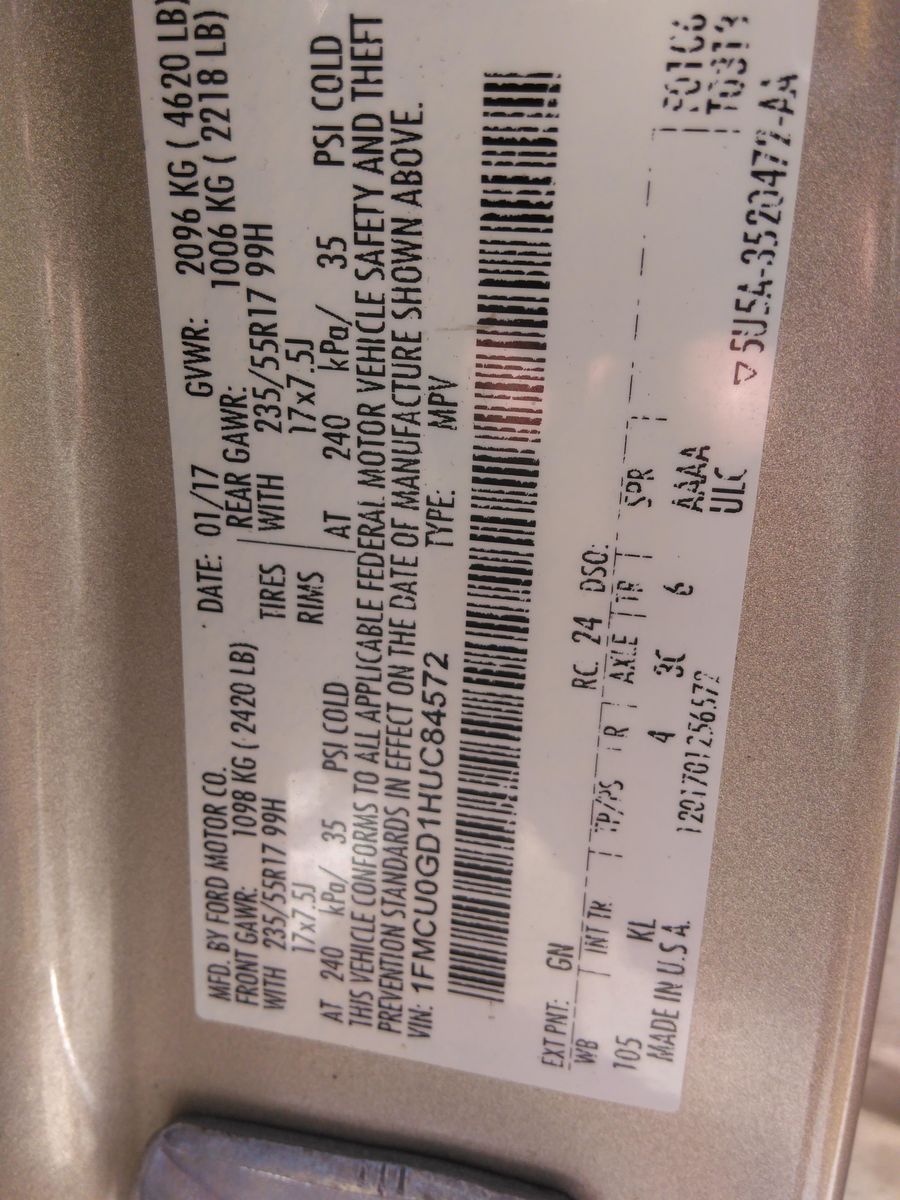 MFD. BY FORD MOTOR CO. DATE: 01/17 GVWR: 2096 KG ( 4620 LB)
FRONT GAWR: 1098 KG ( 2420 LB) REAR GAWR: 1006 KG ( 2218 LB)
WITH 235/55R17 99H TIRES WITH 235/55R17 99H
17x7.5J RIMS 17x7.5J
AT 240 kPa/ 35 PSI COLD AT 240 kPa/ 35 PSI COLD
THIS VEHICLE CONFORMS TO ALL APPLICABLE FEDERAL MOTOR VEHICLE SAFETY AND THEFT
PREVENTION STANDARDS IN EFFECT ON THE DATE OF MANUFACTURE SHOWN ABOVE.
VIN: 1FMCU0GD1HUC84572 TYPE: MPV
EXT PNT: GN RC: 24 DSO:
WB INT TR TP/PS R AXLE TR SPR
105 KL 4 3C 6 AAAA
MADE IN U.S.A. 120170125657​2 ULC
5U5A-3520472-AA